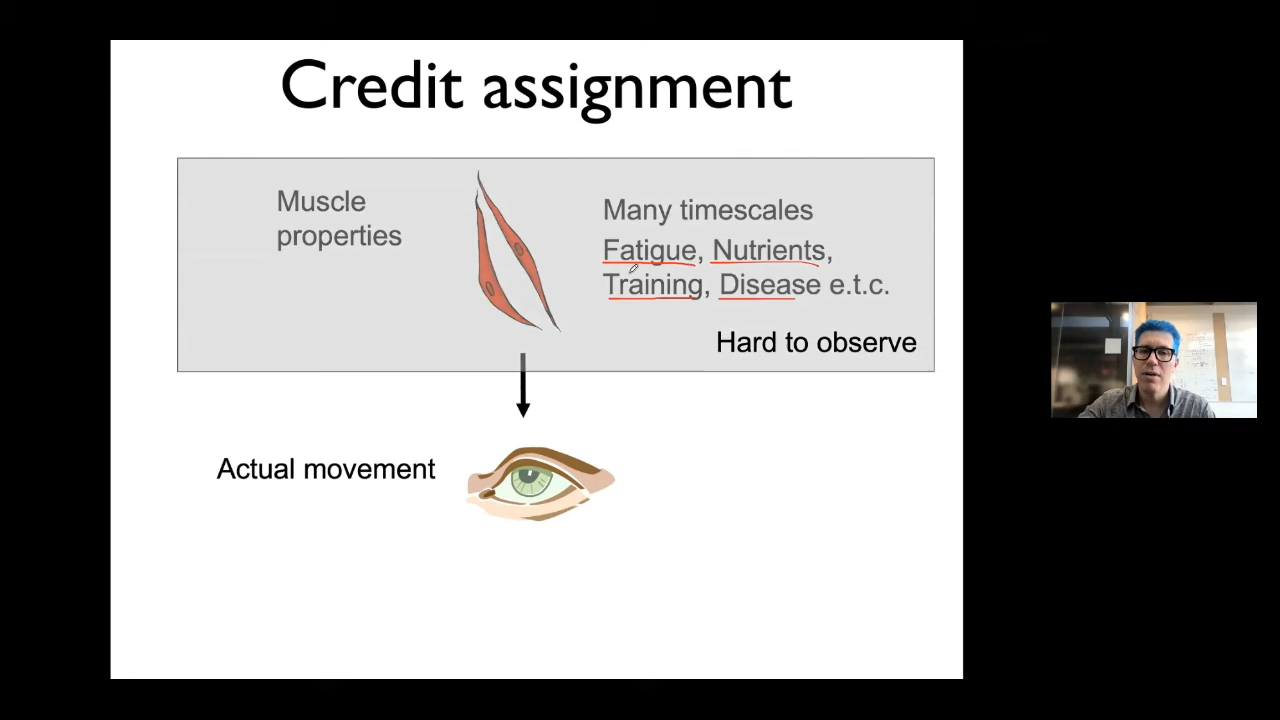 Credit assignment
Muscle
properties
Many timescales
Fatigue, Nutrients,
Training, Disease e.t.c.
Hard to observe
Actual movement